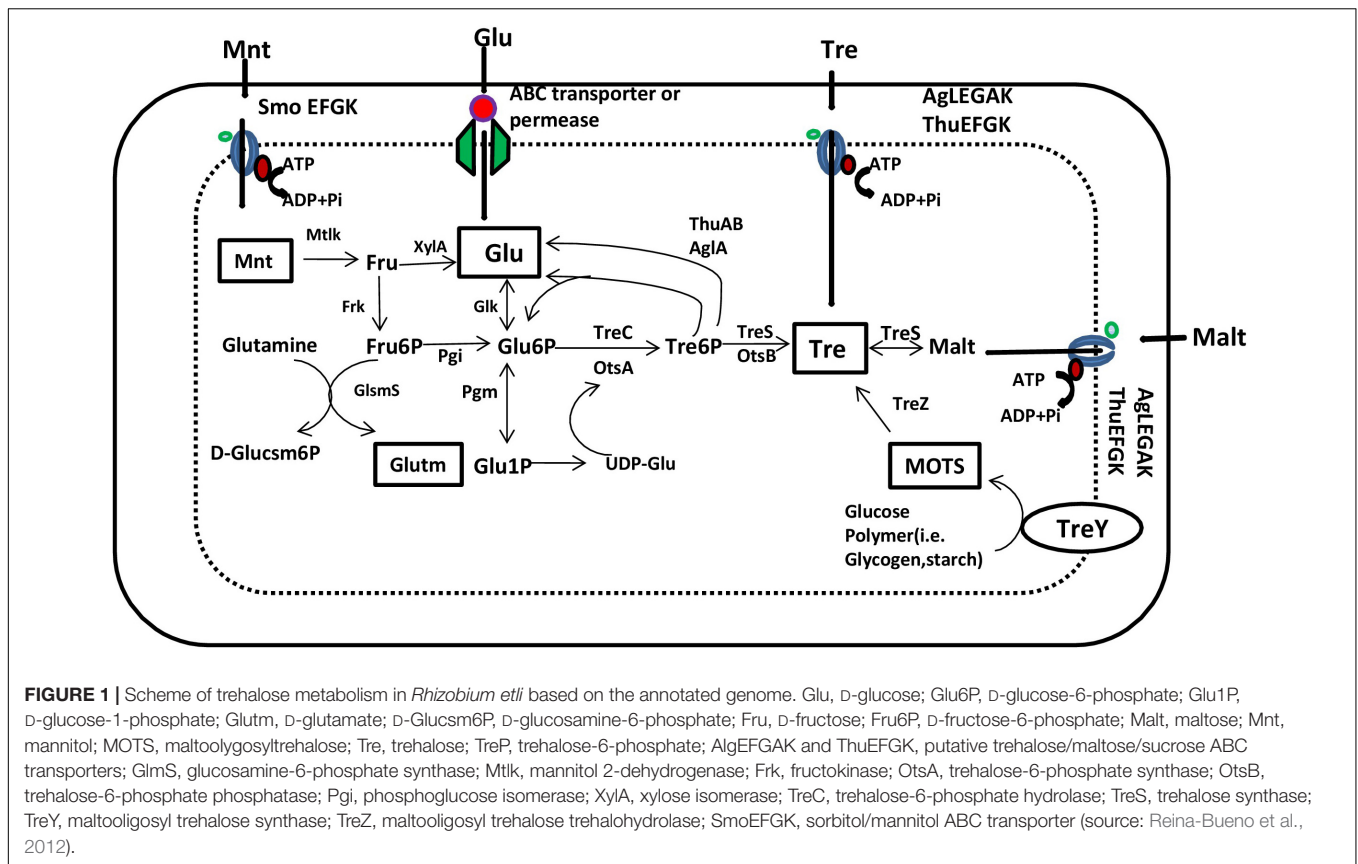 Mnt
Glu
Tre
Smo EFGK
ABC transporter or
permease
AgLEGAK
ThuEFGK
ATP
ADP+Pi
ATP
ADP+Pi
Mtlk
Mnt
Fru
XylA
Glu
ThuAB
AglA
Frk
Glk
Glutamine
Fru6P
Pgi
Glu6P
TreC
OtsA
Tre6P
TreS
OtsB
Tre
TreS
Malt
Malt
GlsmS
Pgm
ATP
ADP+Pi
AgLEGAK
ThuEFGK
TreZ
D-Glucsm6P
Glutm
Glu1P
UDP-Glu
MOTS
Glucose
Polymer(i.e.
Glycogen,starch)
TreY
FIGURE 1 | Scheme of trehalose metabolism in Rhizobium etli based on the annotated genome. Glu, D-glucose; Glu6P, D-glucose-6-phosphate; Glu1P,
D-glucose-1-phosphate; Glutm, D-glutamate; D-Glucsm6P, D-glucosamine-6-phosphate; Fru, D-fructose; Fru6P, D-fructose-6-phosphate; Malt, maltose; Mnt,
mannitol; MOTS, maltoolygosyltrehalose; Tre, trehalose; TreP, trehalose-6-phosphate; AlgEFGAK and ThuEFGK, putative trehalose/maltose/sucrose ABC
transporters; GlmS, glucosamine-6-phosphate synthase; Mtlk, mannitol 2-dehydrogenase; Frk, fructokinase; OtsA, trehalose-6-phosphate synthase; OtsB,
trehalose-6-phosphate phosphatase; Pgi, phosphoglucose isomerase; XylA, xylose isomerase; TreC, trehalose-6-phosphate hydrolase; TreS, trehalose synthase;
TreY, maltooligosyl trehalose synthase; TreZ, maltooligosyl trehalose trehalohydrolase; SmoEFGK, sorbitol/mannitol ABC transporter (source: Reina-Bueno et al.,
2012).